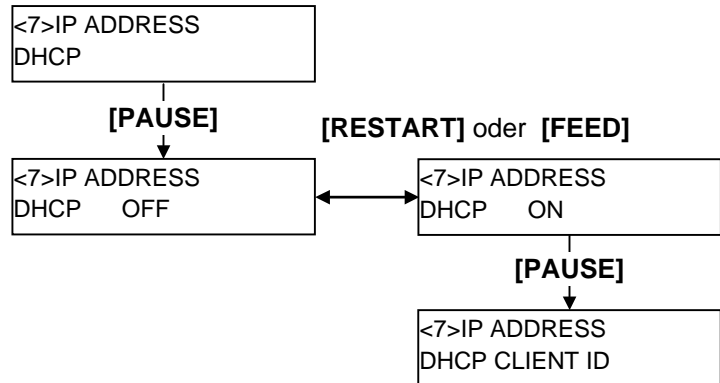 <7>IP ADDRESS
DHCP
[PAUSE]
[RESTART] oder [FEED]
<7>IP ADDRESS
DHCP OFF
<7>IP ADDRESS
DHCP ON
[PAUSE]
<7>IP ADDRESS
DHCP CLIENT ID